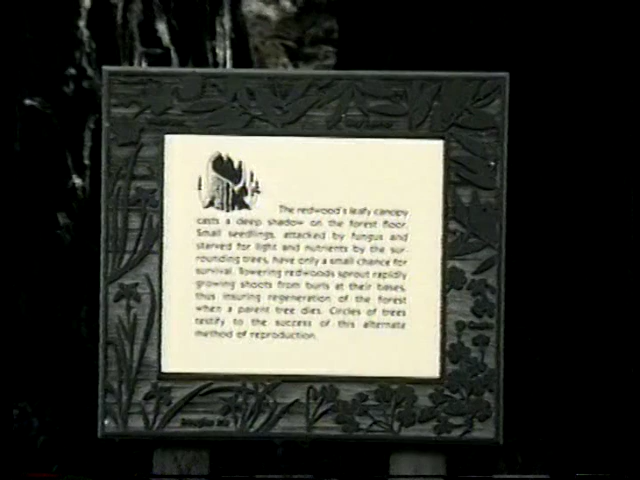 The redwood's leafy canopy
casts a deep shadow on the forest floor.
Small seedlings, attacked by fungus and
starved for light and nutrients by the sur-
rounding trees, have only a small chance for
survival. Towering redwoods sprout rapidly
growing shoots from burls at their bases,
thus insuring regeneration of the forest
when a parent tree dies. Circles of trees
testify to the success of this alternate
method of reproduction.
Douglas iris